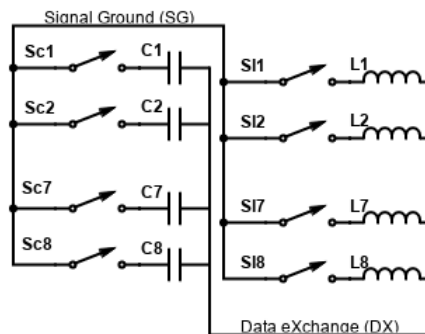 Signal Ground (SG)
Sc1 C1
Sl1 L1
Sc2 C2
Sl2 L2
Sc7 C7
Sl7 L7
Sc8 C8
Sl8 L8
Data eXchange (DX)